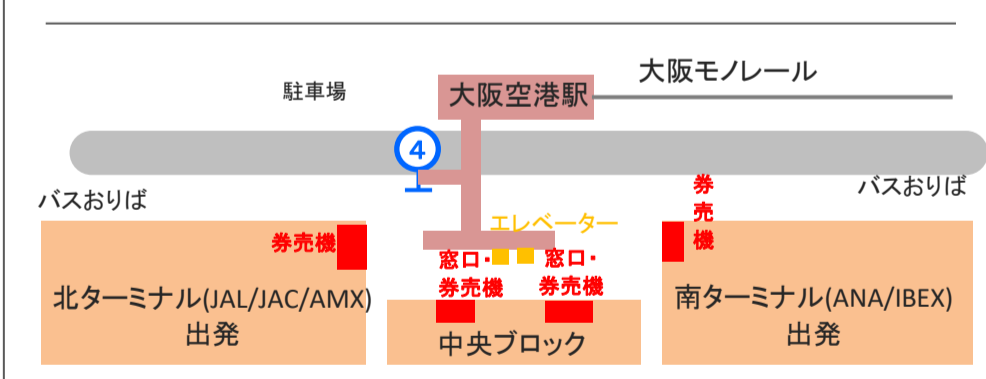 大阪モノレール
駐車場
大阪空港駅
4
バスおりば
券売機
バスおりば
エレベーター
券売機
窓口・
券売機
窓口・
券売機
北ターミナル(JAL/JAC/AMX)
出発
中央ブロック
南ターミナル(ANA/IBEX)
出発